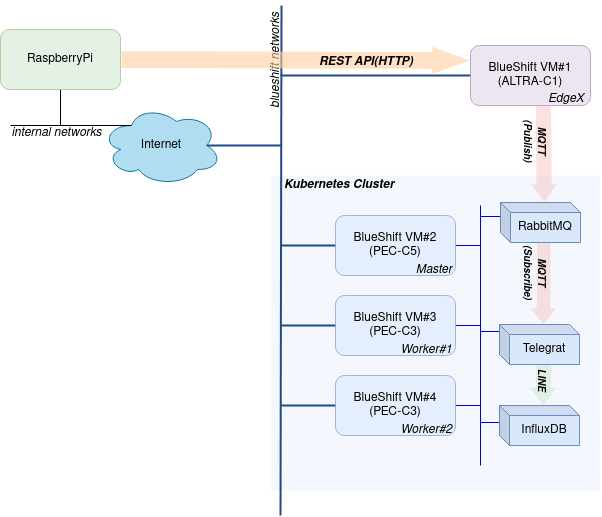 RaspberryPi
internal networks
Internet
blueshift networks
REST API(HTTP)
BlueShift VM#1
(ALTRA-C1)
EdgeX
MQTT
(Publish)
Kubernetes Cluster
BlueShift VM#2
(PEC-C5)
Master
BlueShift VM#3
(PEC-C3)
Worker#1
BlueShift VM#4
(PEC-C3)
Worker#2
RabbitMQ
MQTT
(Subscribe)
Telegrat
LINE
InfluxDB